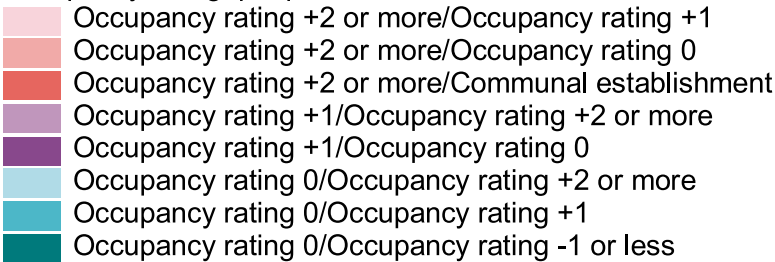 Occupancy rating +2 or more/Occupancy rating +1
Occupancy rating +2 or more/Occupancy rating 0
Occupancy rating +2 or more/Communal establishment
Occupancy rating +1/Occupancy rating +2 or more
Occupancy rating +1/Occupancy rating 0
Occupancy rating 0/Occupancy rating +2 or more
Occupancy rating 0/Occupancy rating +1
Occupancy rating 0/Occupancy rating -1 or less